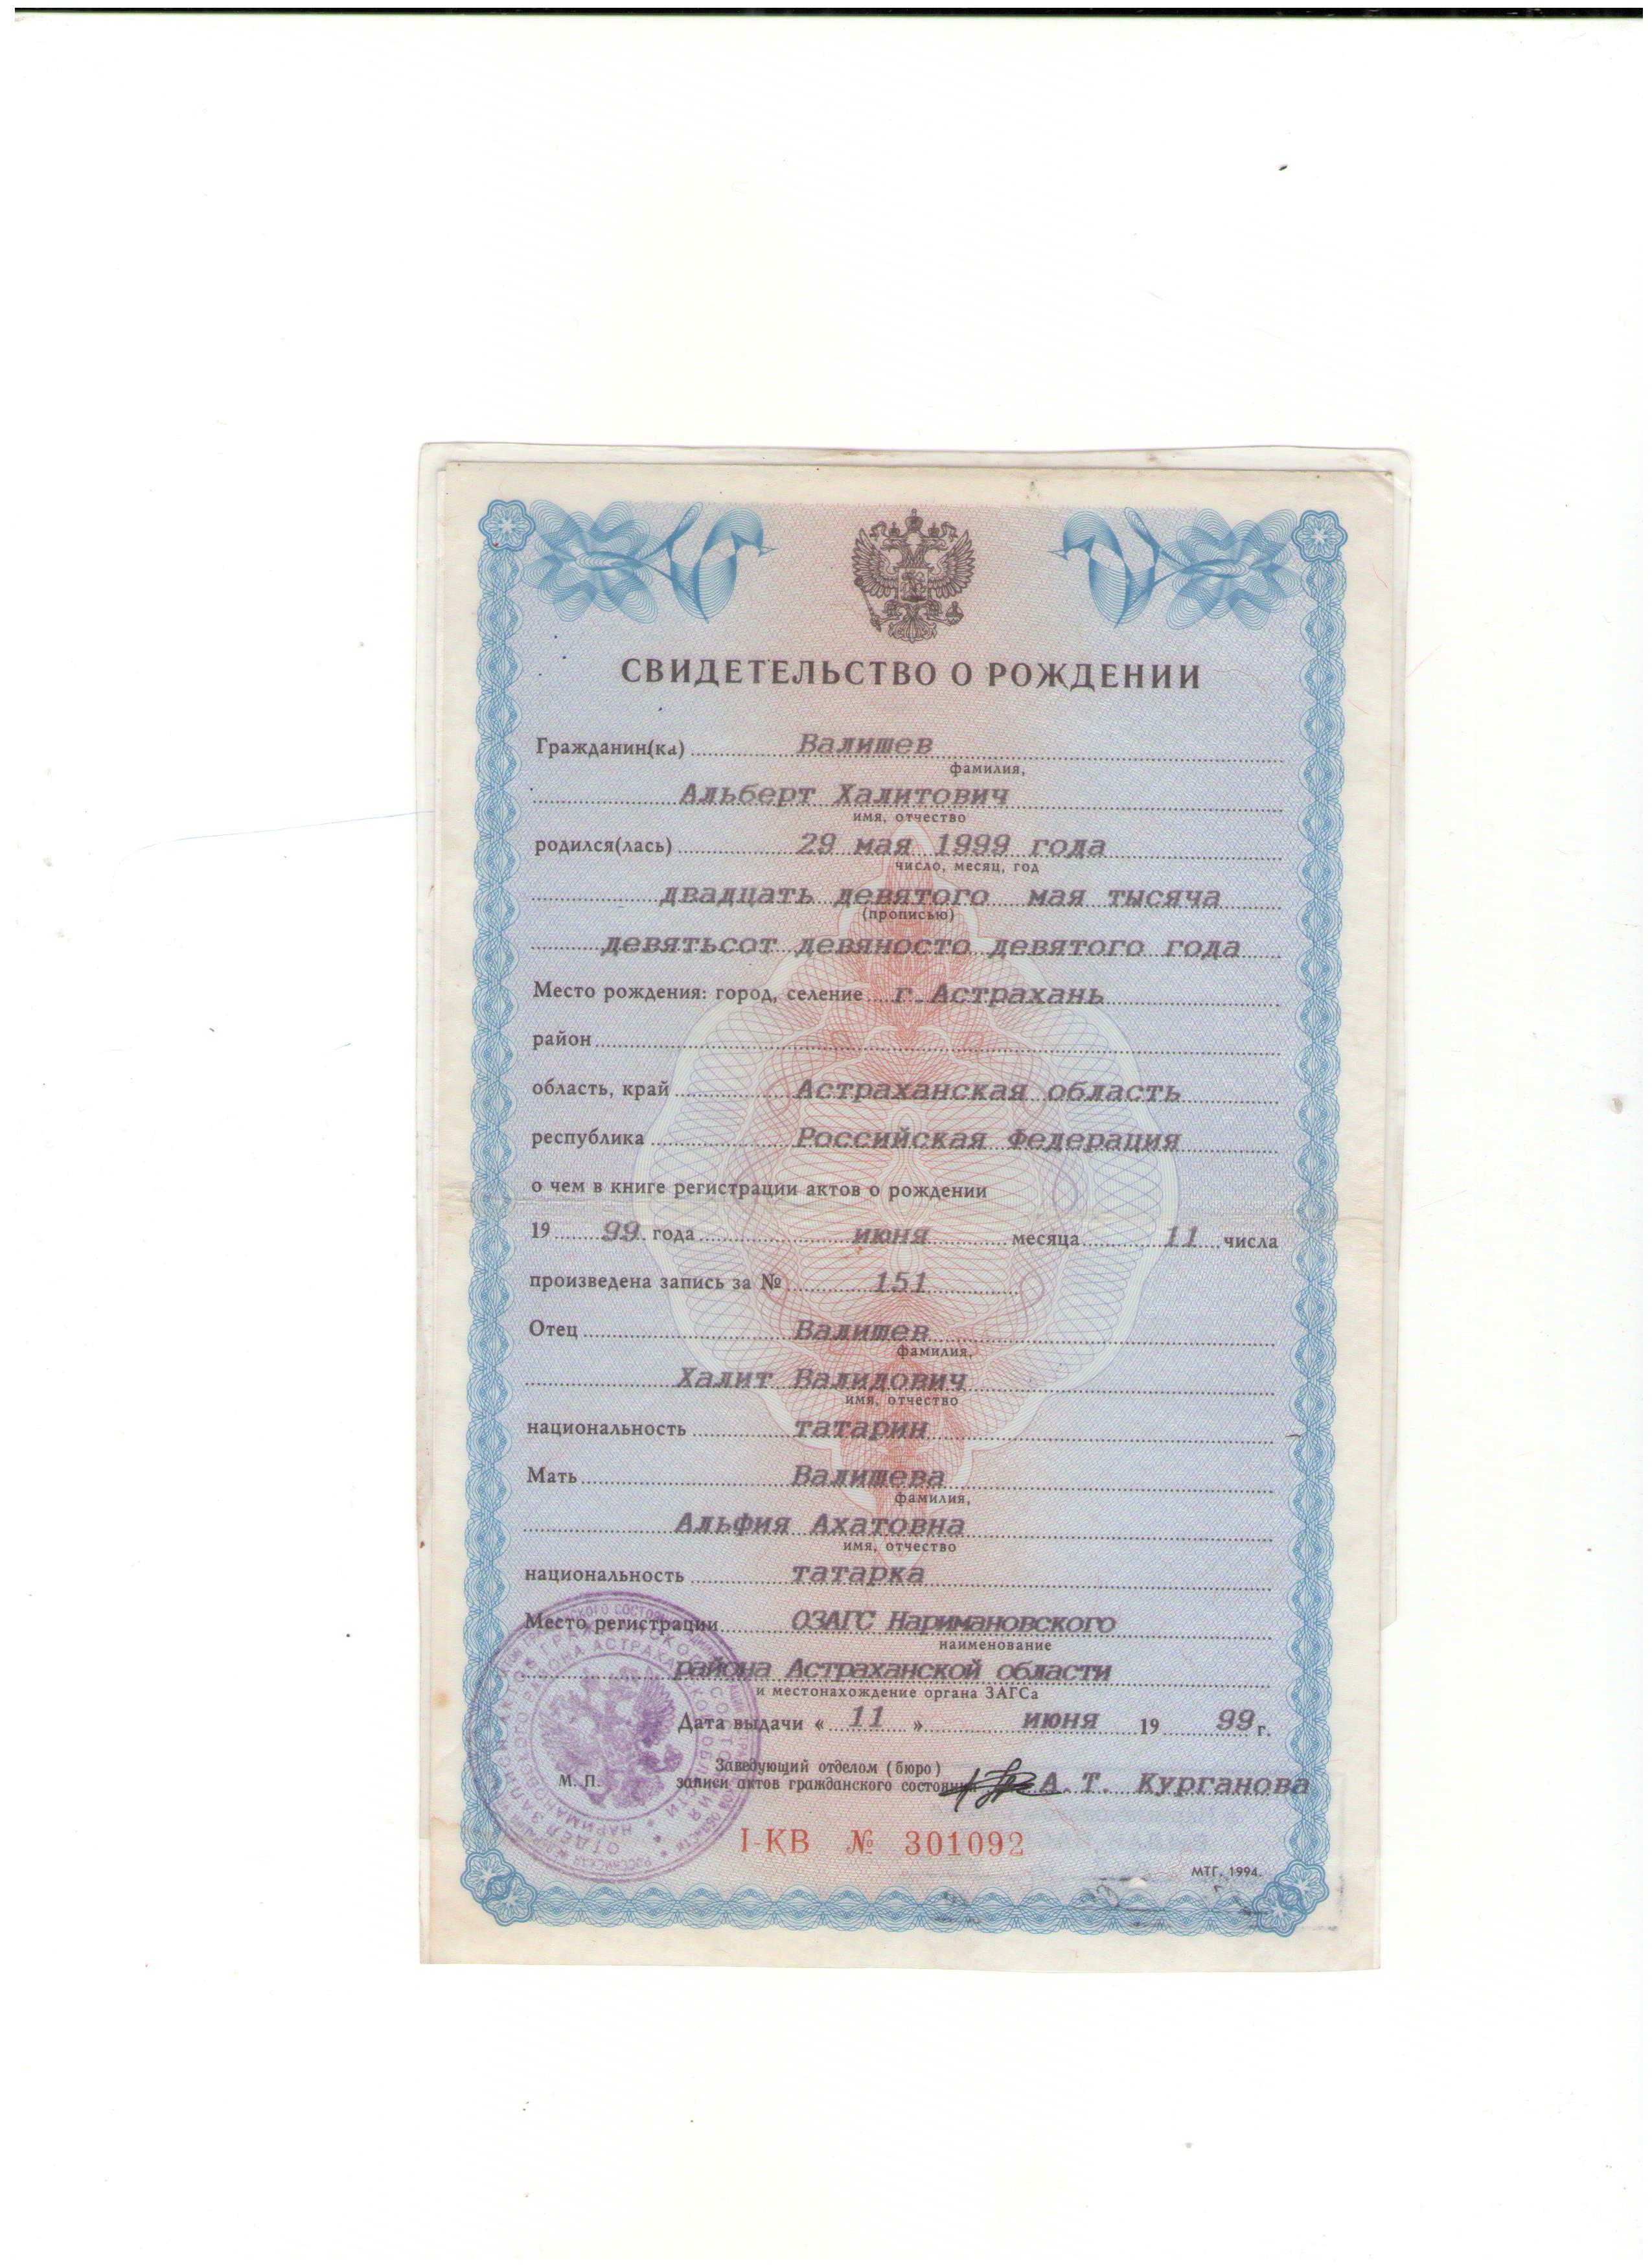 СВИДЕТЕЛЬСТВО О РОЖДЕНИИ
Гражданин(ка) Валишев
фамилия,
Альберт Халитович
имя, отчество
родился(лась) 29 мая 1999 года
число, месяц, год
двадцать девятого мая тысяча
(прописью)
девятьсот девяносто девятого года
Место рождения: город, селение г. Астрахань
район
область, край Астраханская область
республика Российская Федерация
о чем в книге регистрации актов о рождении
19 99 года июня месяца 11 числа
произведена запись за № 151
Отец Валишев
фамилия,
Халит Валидович
имя, отчество
национальность татарин
Мать Валишева
фамилия,
Альфия Ахатовна
имя, отчество
национальность татарка
Место регистрации ОЗАГС Наримановского
наименование
района Астраханской области
и местонахождение органа ЗАГСа
Дата выдачи « 11 » июня 19 99 г.
Заведующий отделом (бюро)
М. П. записи актов гражданского состояния А. Т. Курганова
I-КВ № 301092
МТГ. 1994.